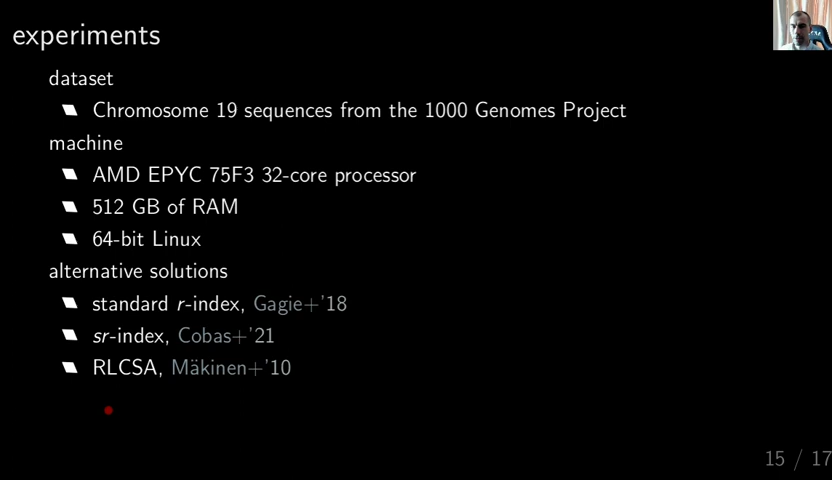 experiments
dataset
Chromosome 19 sequences from the 1000 Genomes Project
machine
AMD EPYC 75F3 32-core processor
512 GB of RAM
64-bit Linux
alternative solutions
standard r-index, Gagie+'18
sr-index, Cobas+'21
RLCSA, Mäkinen+'10
15 / 17